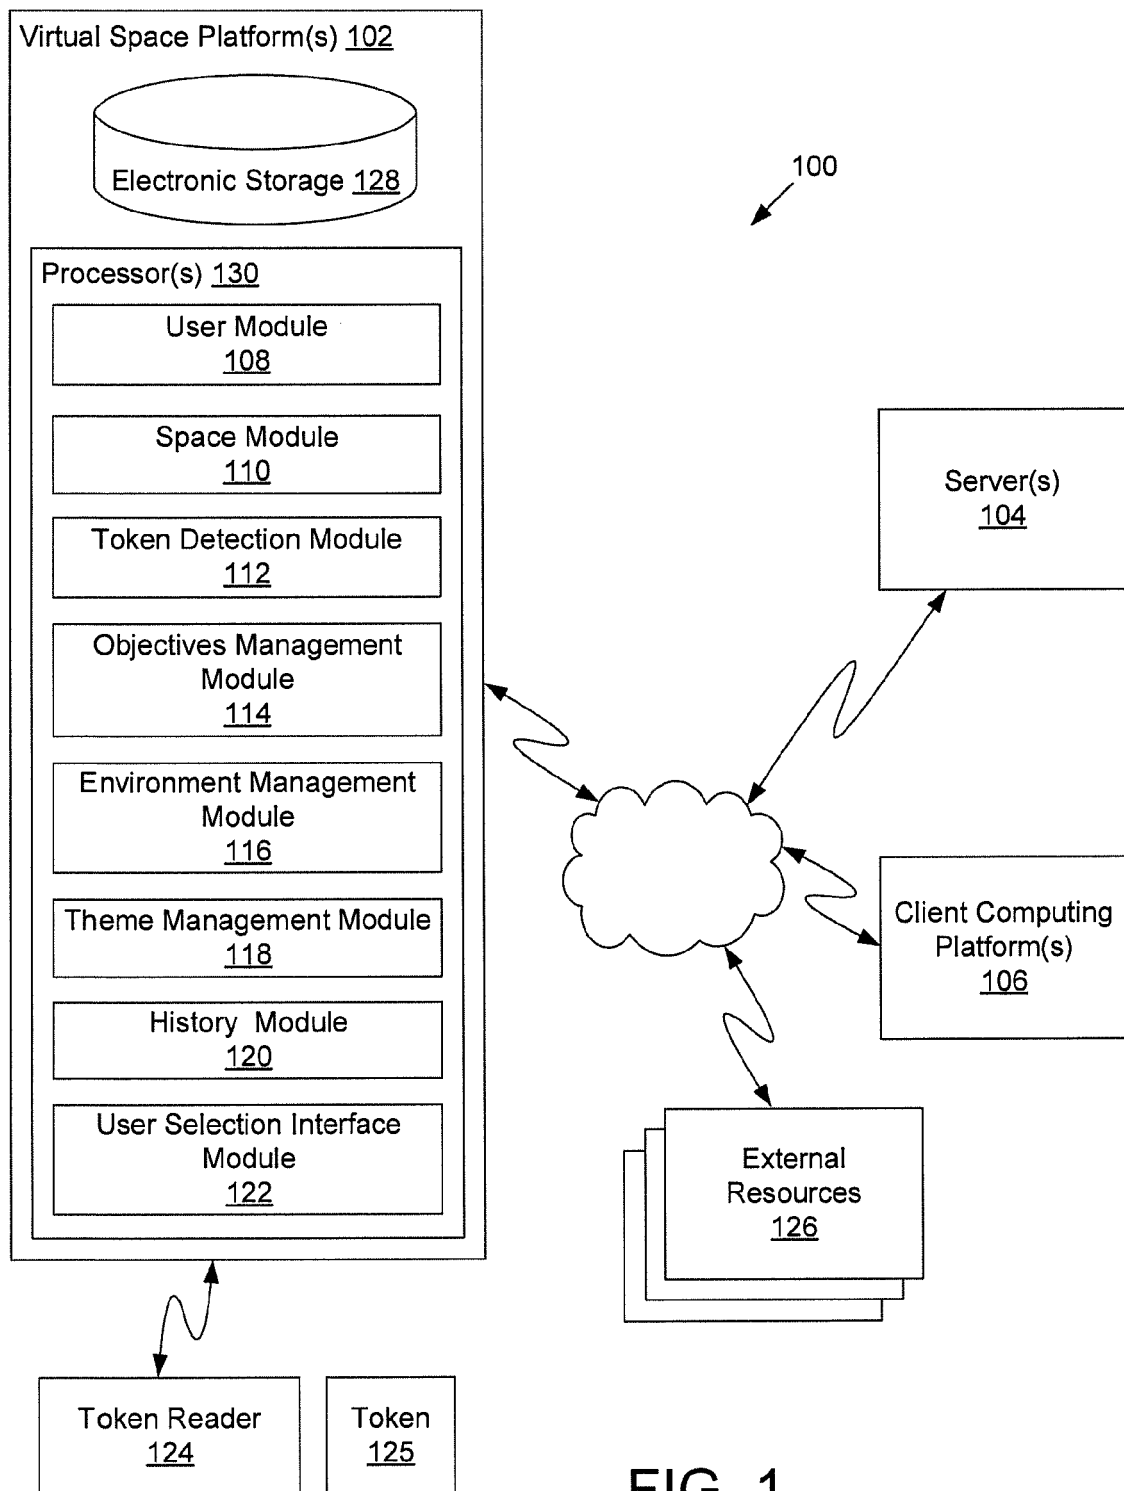 Virtual Space Platform(s) 102
Electronic Storage 128
100
Processor(s) 130
User Module
108
Space Module
110
Token Detection Module
112
Objectives Management
Module
114
Environment Management
Module
116
Theme Management Module
118
History Module
120
User Selection Interface
Module
122
Server(s)
104
Client Computing
Platform(s)
106
External
Resources
126
Token Reader
124
Token
125
FIG. 1